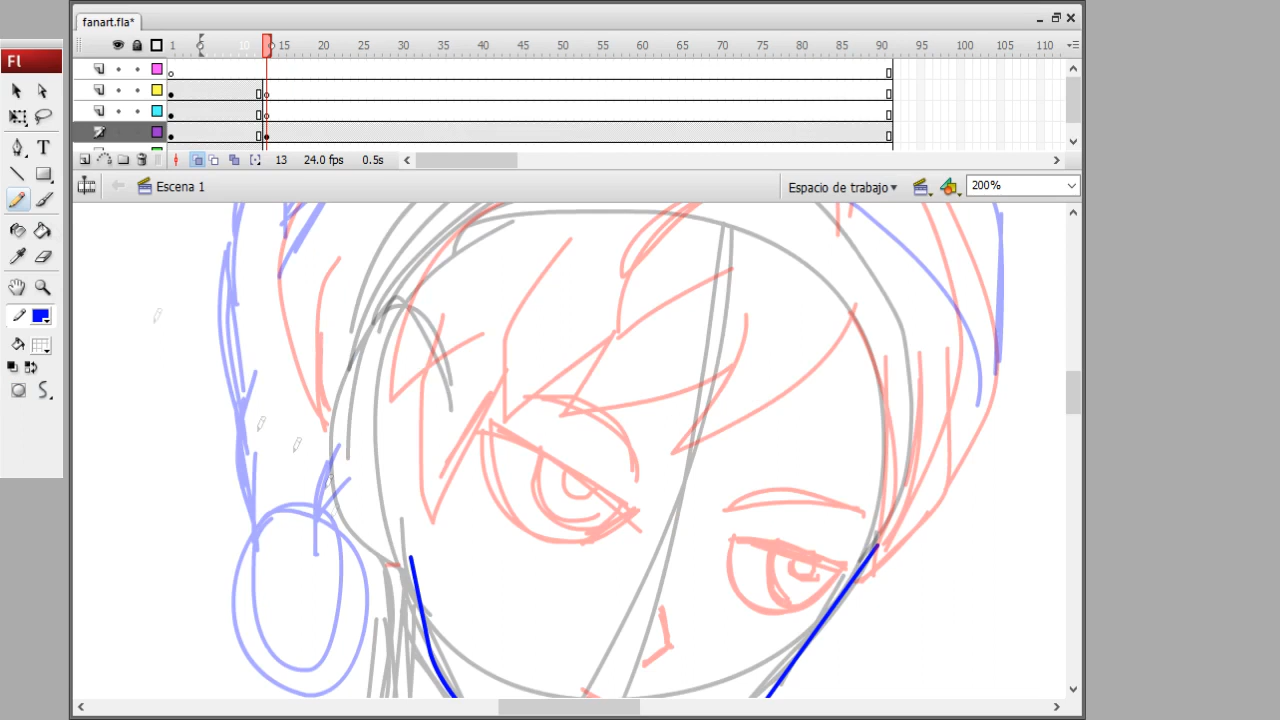 fanart.fla*
Fl
1 10 15 20 25 30 35 40 45 50 55 60 65 70 75 80 85 90 95 100 105 110
T
13 24.0 fps 0.5s
Escena 1 Espacio de trabajo 200%